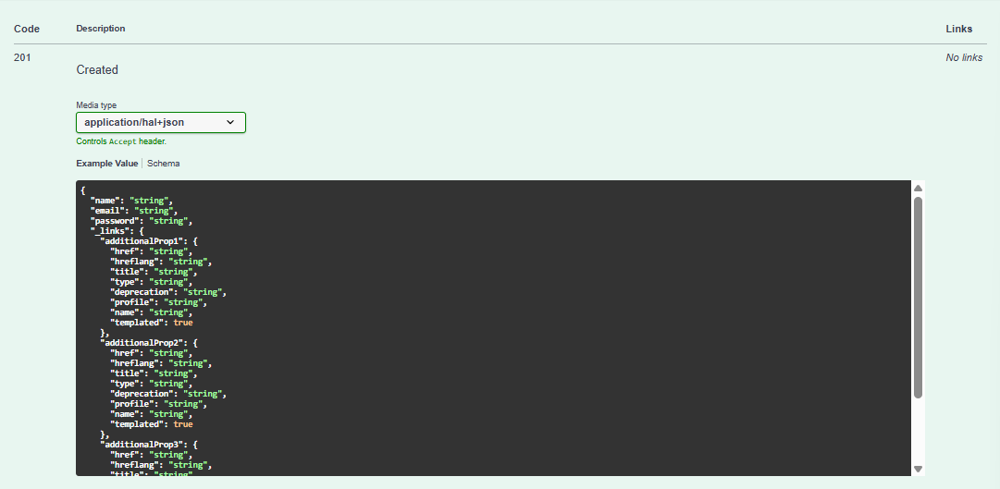 Code Description Links
201 Created No links
Media type
application/hal+json
Controls Accept header.
Example Value Schema
{
  "name": "string",
  "email": "string",
  "password": "string",
  "_links": {
    "additionalProp1": {
      "href": "string",
      "hreflang": "string",
      "title": "string",
      "type": "string",
      "deprecation": "string",
      "profile": "string",
      "name": "string",
      "templated": true
    },
    "additionalProp2": {
      "href": "string",
      "hreflang": "string",
      "title": "string",
      "type": "string",
      "deprecation": "string",
      "profile": "string",
      "name": "string",
      "templated": true
    },
    "additionalProp3": {
      "href": "string",
      "hreflang": "string",
      "title": "string"